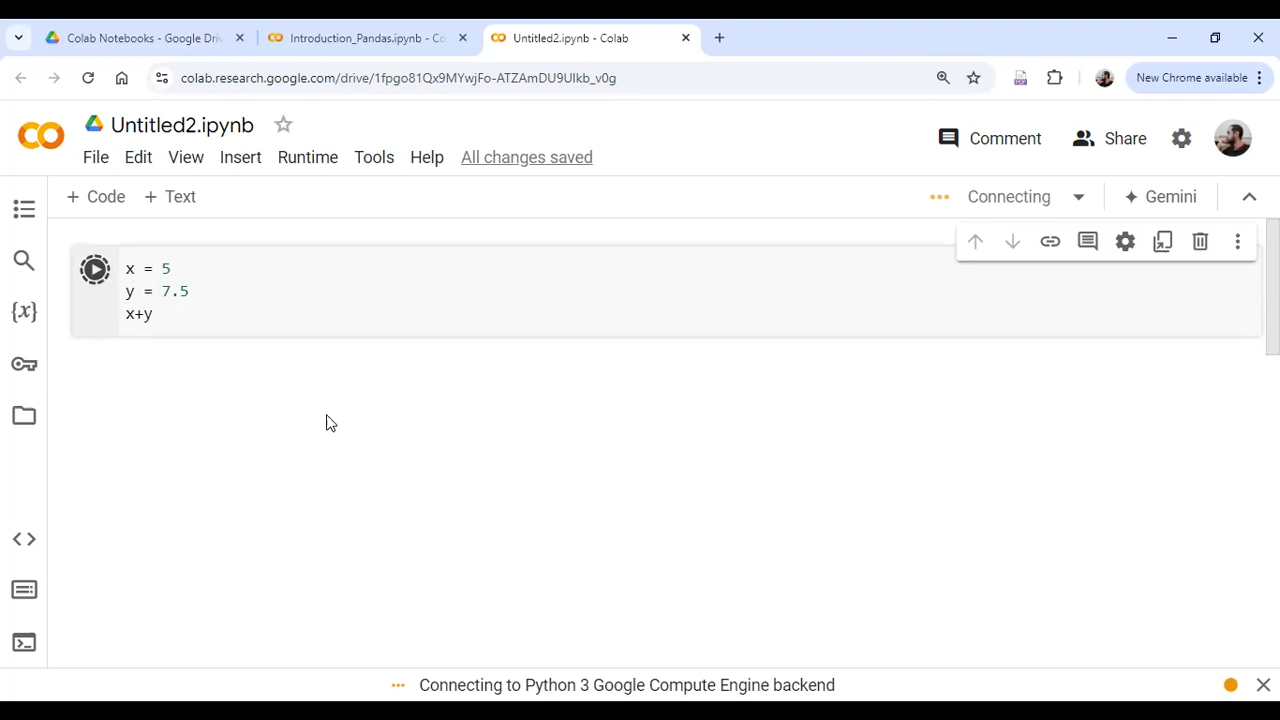 Colab Notebooks - Google Driv
Introduction_Pandas.ipynb - Co
Untitled2.ipynb - Colab
colab.research.google.com/drive/1fpgo81Qx9MYwjFo-ATZAmDU9UIkb_v0g
New Chrome available
CO
Untitled2.ipynb
Comment
Share
File Edit View Insert Runtime Tools Help All changes saved
+ Code + Text
Connecting
Gemini
x = 5
y = 7.5
x+y
{x}
Connecting to Python 3 Google Compute Engine backend